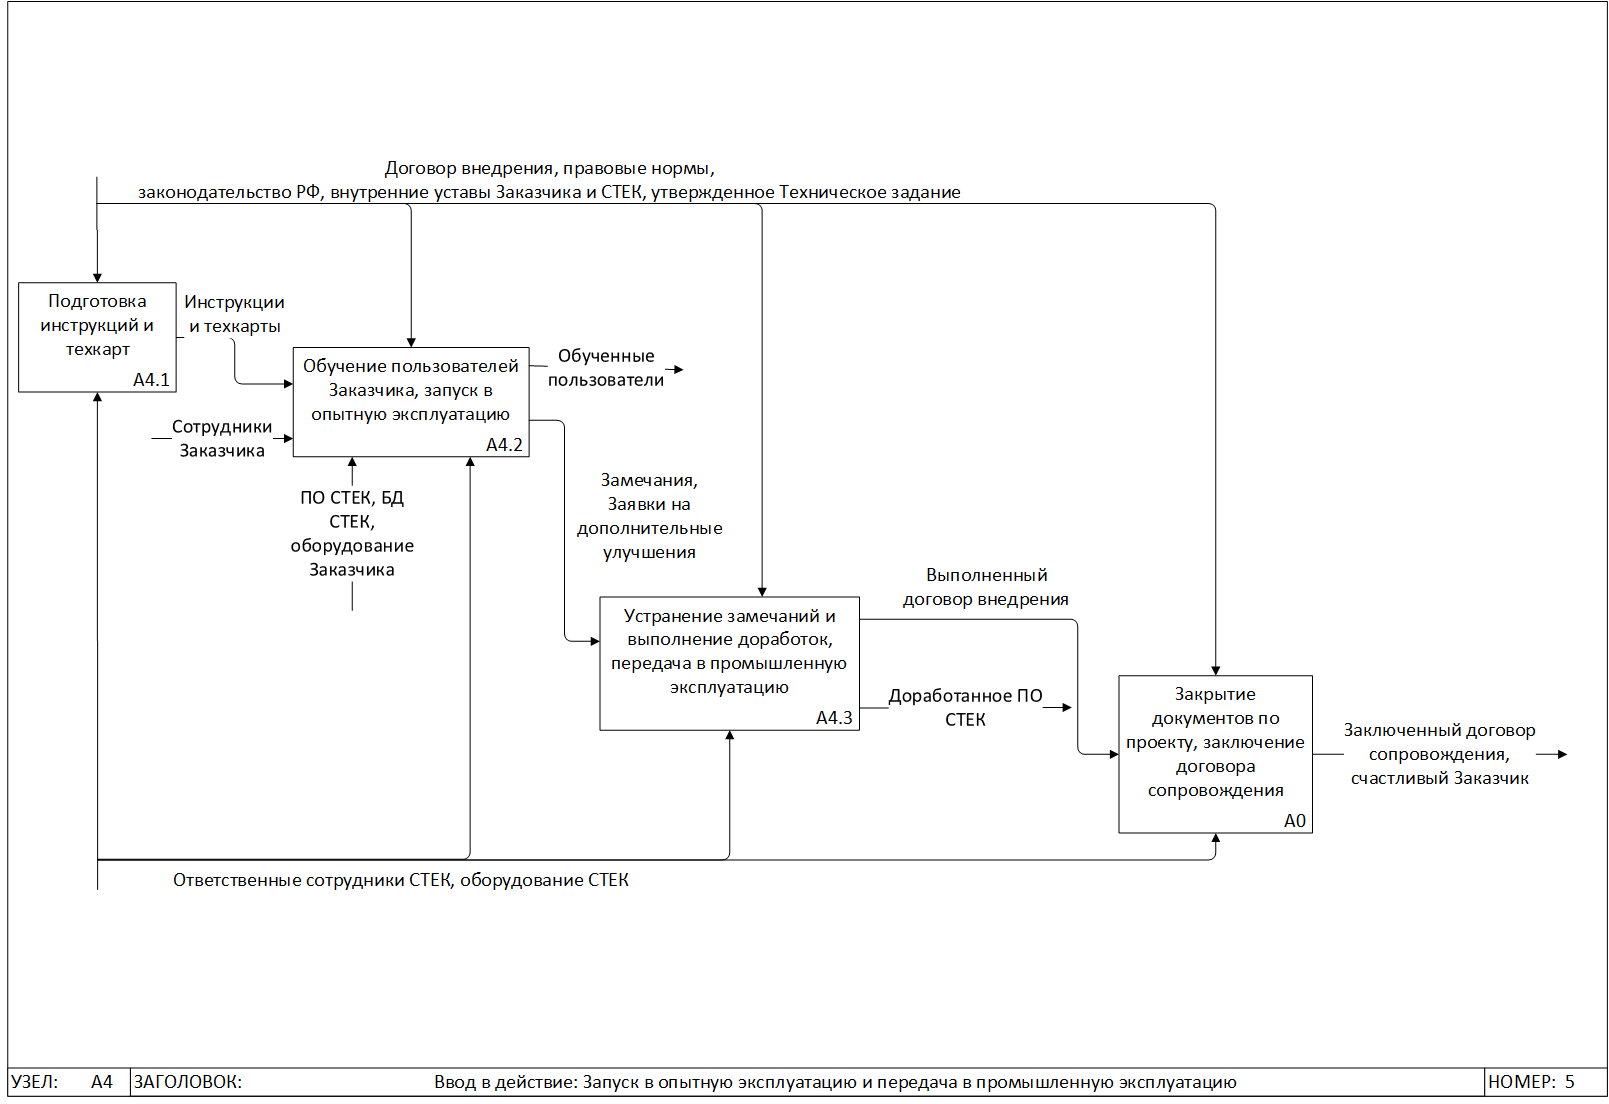 Договор внедрения, правовые нормы,
законодательство РФ, внутренние уставы Заказчика и СТЕК, утвержденное Техническое задание
Подготовка
инструкций и
техкарт
A4.1
Инструкции
и техкарты
Обучение пользователей
Заказчика, запуск в
опытную эксплуатацию
A4.2
Обученные
пользователи
Сотрудники
Заказчика
ПО СТЕК, БД
СТЕК,
оборудование
Заказчика
Замечания,
Заявки на
дополнительные
улучшения
Устранение замечаний и
выполнение доработок,
передача в промышленную
эксплуатацию
A4.3
Выполненный
договор внедрения
Доработанное ПО
СТЕК
Закрытие
документов по
проекту, заключение
договора
сопровождения
A0
Заключенный договор
сопровождения,
счастливый Заказчик
Ответственные сотрудники СТЕК, оборудование СТЕК
УЗЕЛ: A4 ЗАГОЛОВОК: Ввод в действие: Запуск в опытную эксплуатацию и передача в промышленную эксплуатацию НОМЕР: 5